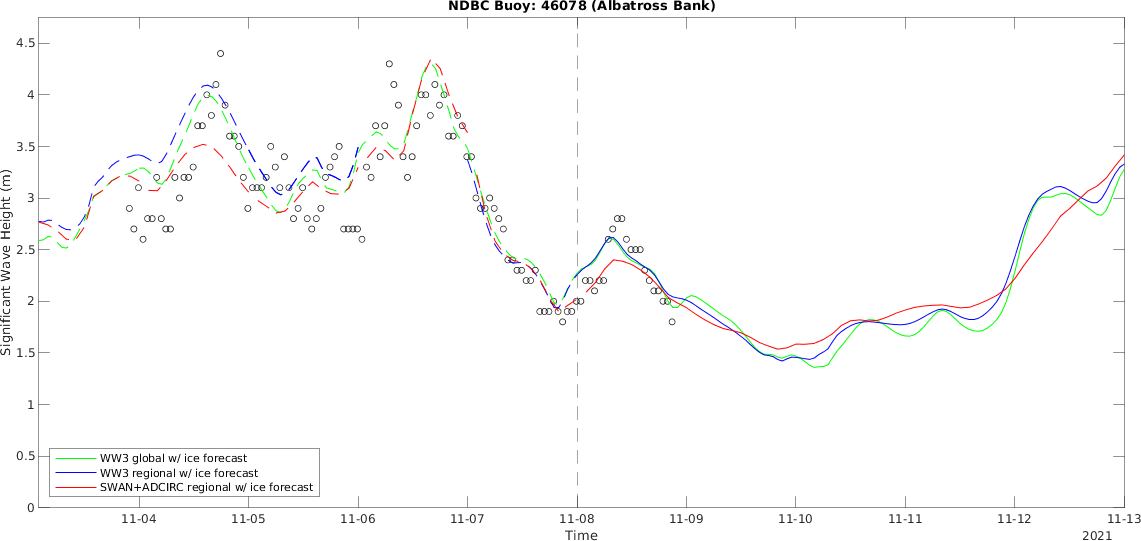 NDBC Buoy: 46078 (Albatross Bank)
4.5
4
3.5
3
2.5
2
1.5
1
0.5
0
Significant Wave Height (m)
WW3 global w/ ice forecast
WW3 regional w/ ice forecast
SWAN+ADCIRC regional w/ ice forecast
11-04 11-05 11-06 11-07 11-08 11-09 11-10 11-11 11-12 11-13
Time
2021